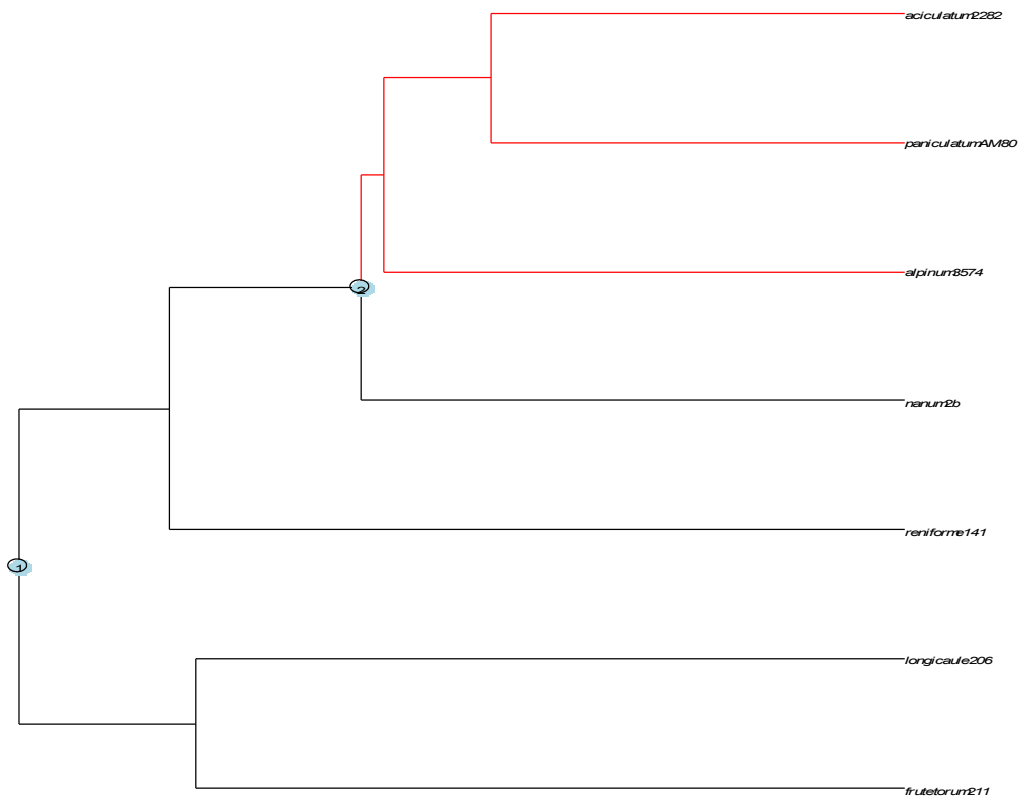 aciculatum2282
paniculatumAM80
alpinum8574
2
nanum2b
reniforme141
1
longicaule206
frutetorum211